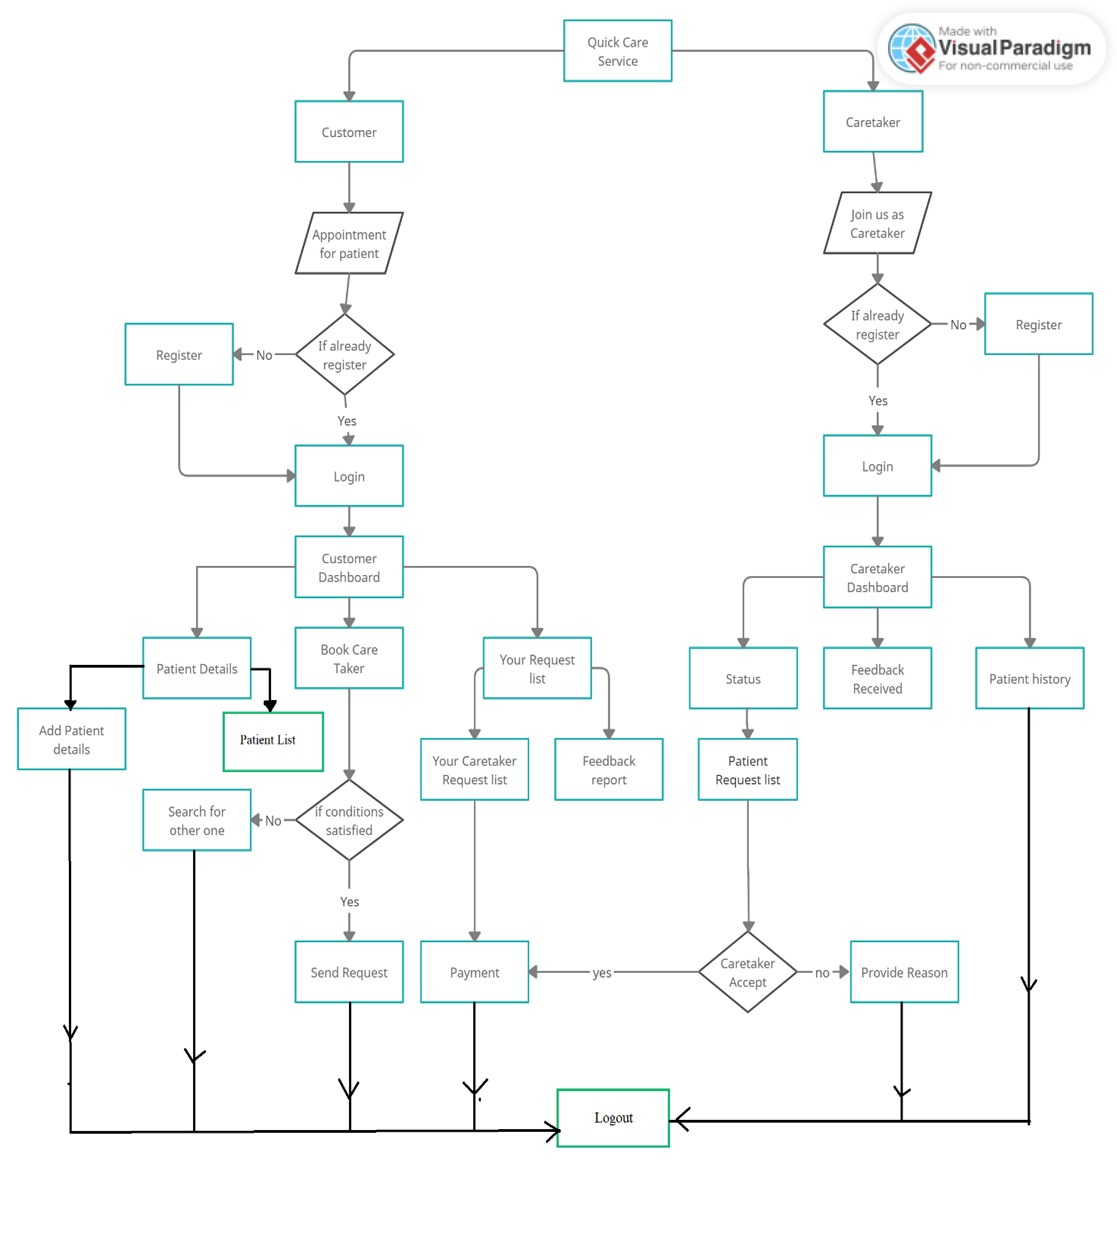 Quick Care
Service
Made with
Visual Paradigm
For non-commercial use
Customer
Caretaker
Appointment
for patient
Join us as
Caretaker
If already
register
No
Register
If already
register
No
Register
Yes
Yes
Login
Login
Customer
Dashboard
Caretaker
Dashboard
Patient Details
Book Care
Taker
Your Request
list
Status
Feedback
Received
Patient history
Add Patient
details
Patient List
Your Caretaker
Request list
Feedback
report
Patient
Request list
Search for
other one
No
if conditions
satisfied
Yes
Send Request
Payment
yes
Caretaker
Accept
no
Provide Reason
Logout